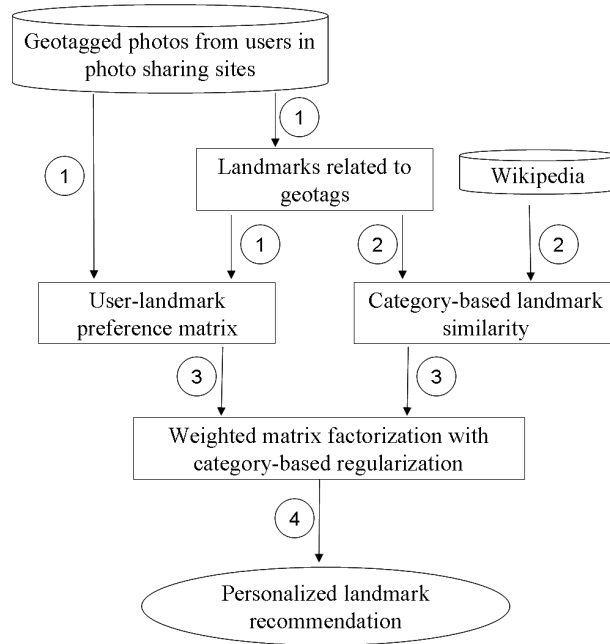 Geotagged photos from users in
photo sharing sites
1
1
Landmarks related to
geotags
Wikipedia
1
2
2
User-landmark
preference matrix
Category-based landmark
similarity
3
3
Weighted matrix factorization with
category-based regularization
4
Personalized landmark
recommendation